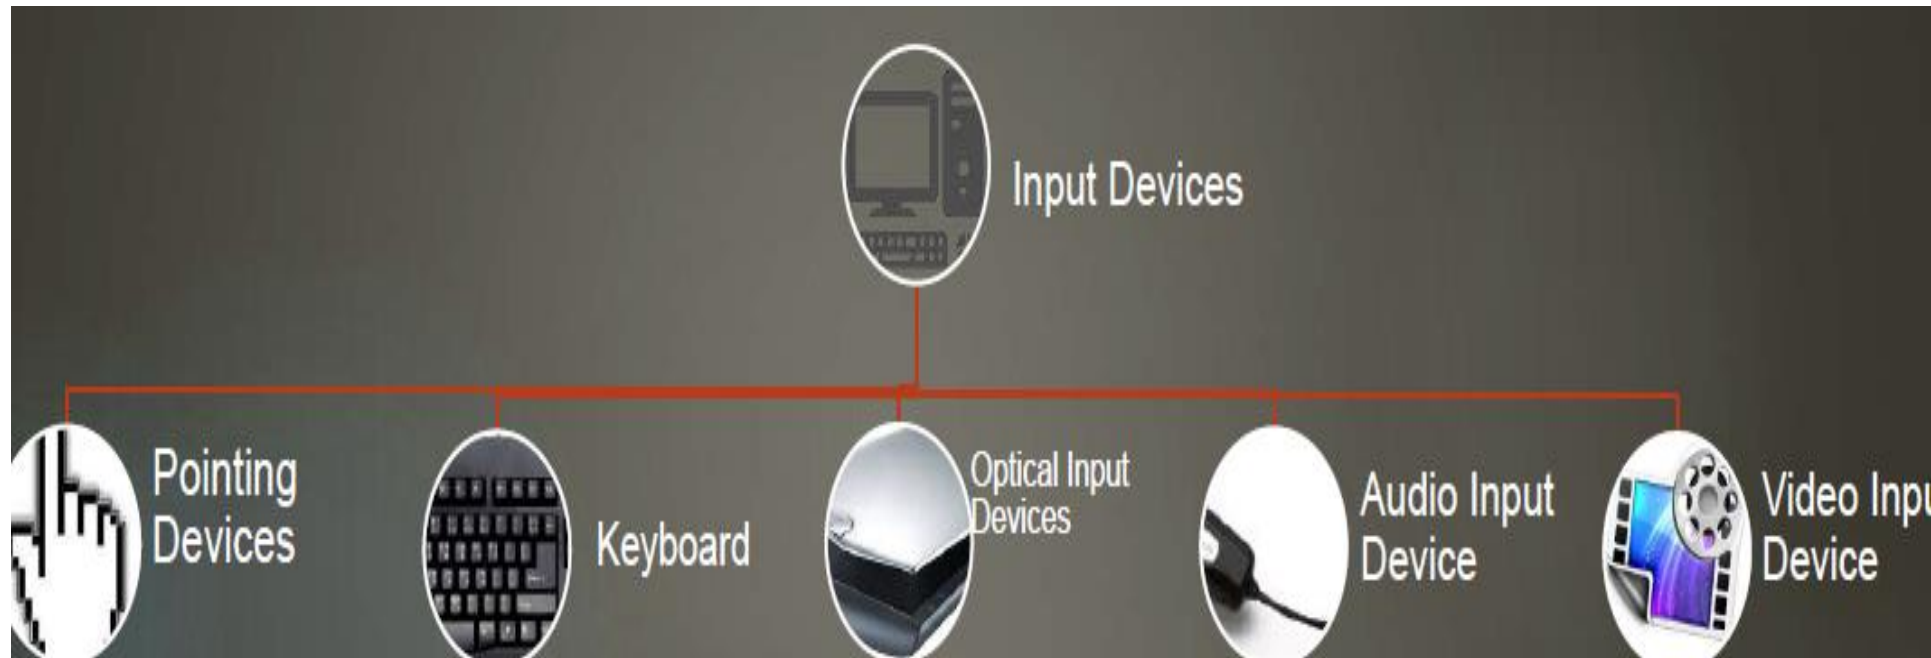 Input Devices
Pointing
Devices
Keyboard
Optical Input
Devices
Audio Input
Device
Video Inpu
Device